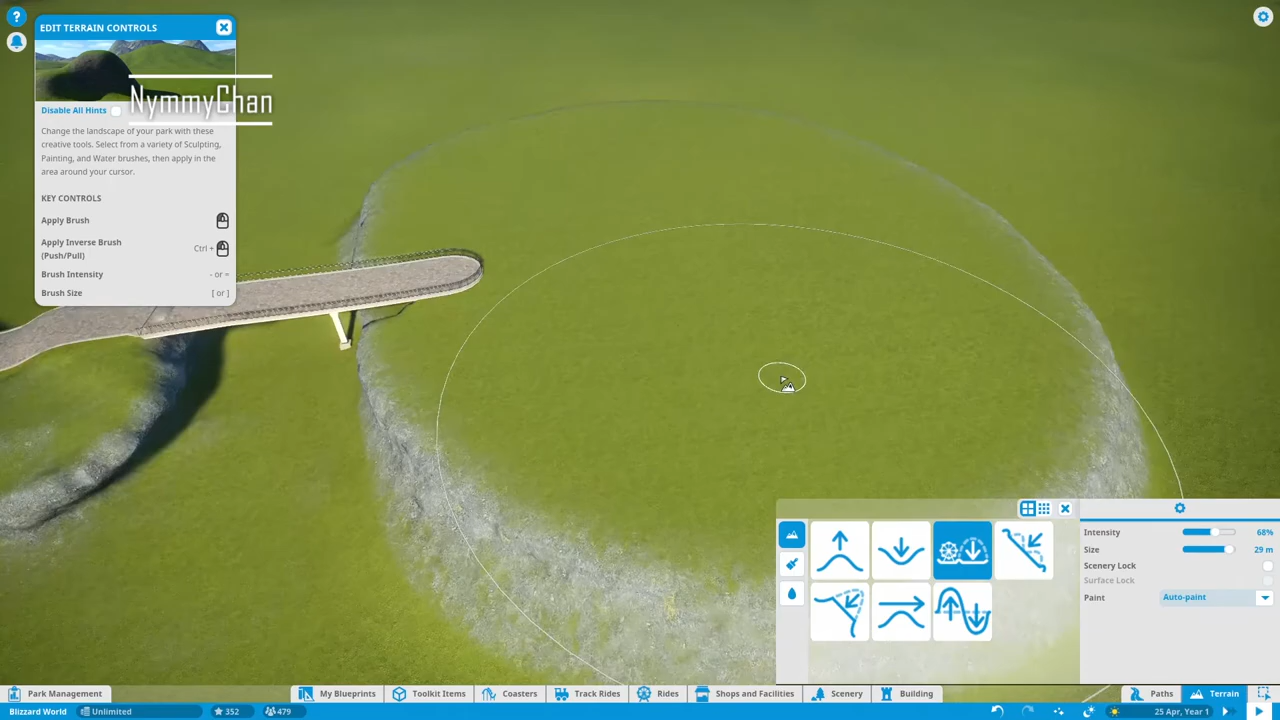 EDIT TERRAIN CONTROLS
NymmyChan
Disable All Hints
Change the landscape of your park with these
creative tools. Select from a variety of Sculpting,
Painting, and Water brushes, then apply in the
area around your cursor.
KEY CONTROLS
Apply Brush
Apply Inverse Brush
(Push/Pull)
Ctrl +
Brush Intensity
- or =
Brush Size
[ or ]
Intensity
68%
Size
29 m
Scenery Lock
Surface Lock
Paint
Auto-paint
Park Management
My Blueprints
Toolkit Items
Coasters
Track Rides
Rides
Shops and Facilities
Scenery
Building
Paths
Terrain
Blizzard World
Unlimited
352
479
25 Apr, Year 1